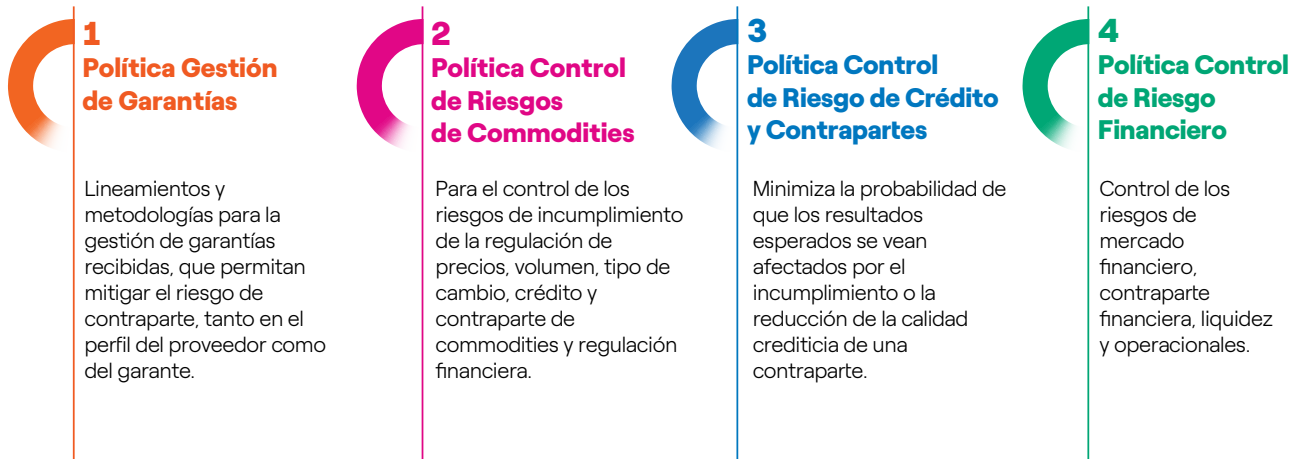 1
Política Gestión
de Garantías
Lineamientos y
metodologías para la
gestión de garantías
recibidas, que permitan
mitigar el riesgo de
contraparte, tanto en el
perfil del proveedor como
del garante.
2
Política Control
de Riesgos
de Commodities
Para el control de los
riesgos de incumplimiento
de la regulación de
precios, volumen, tipo de
cambio, crédito y
contraparte de
commodities y regulación
financiera.
3
Política Control
de Riesgo de Crédito
y Contrapartes
Minimiza la probabilidad de
que los resultados
esperados se vean
afectados por el
incumplimiento o la
reducción de la calidad
crediticia de una
contraparte.
4
Política Control
de Riesgo
Financiero
Control de los
riesgos de
mercado
financiero,
contraparte
financiera, liquidez
y operacionales.